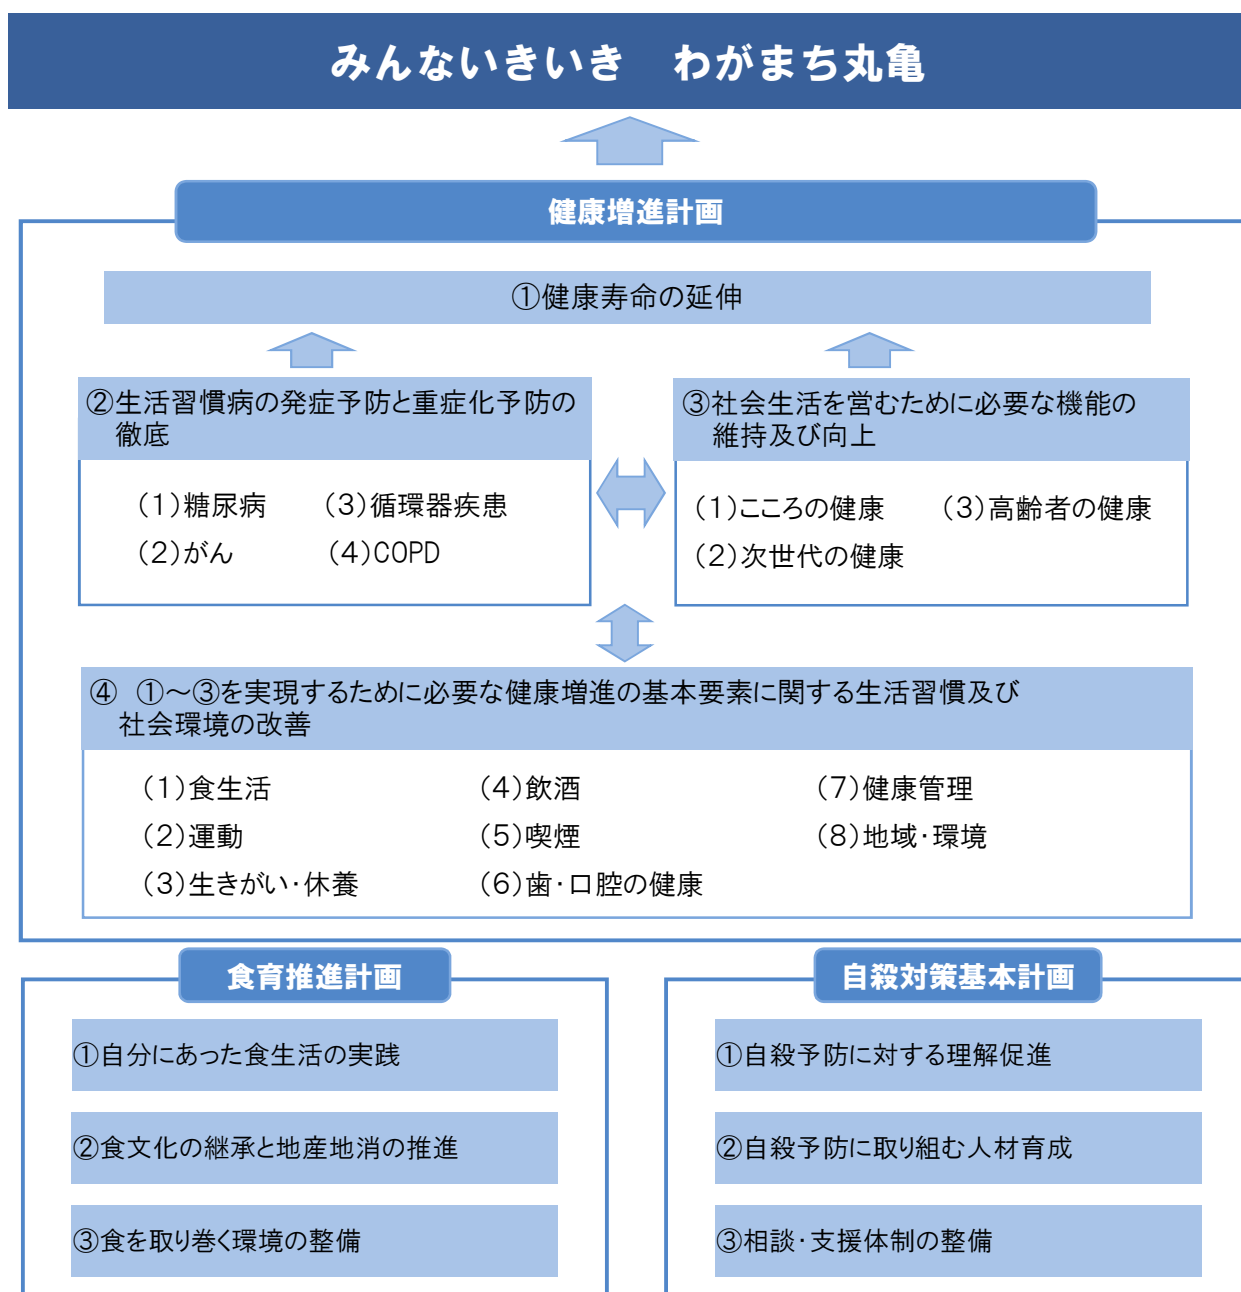 みんないきいき　わがまち丸亀
健康増進計画
①健康寿命の延伸
②生活習慣病の発症予防と重症化予防の
徹底
（1）糖尿病
（3）循環器疾患
（2）がん
（4）COPD
③社会生活を営むために必要な機能の
維持及び向上
（1）こころの健康
（3）高齢者の健康
（2）次世代の健康
④　①～③を実現するために必要な健康増進の基本要素に関する生活習慣及び
社会環境の改善
（1）食生活
（4）飲酒
（7）健康管理
（2）運動
（5）喫煙
（8）地域・環境
（3）生きがい・休養
（6）歯・口腔の健康
食育推進計画
①自分にあった食生活の実践
②食文化の継承と地産地消の推進
③食を取り巻く環境の整備
自殺対策基本計画
①自殺予防に対する理解促進
②自殺予防に取り組む人材育成
③相談・支援体制の整備